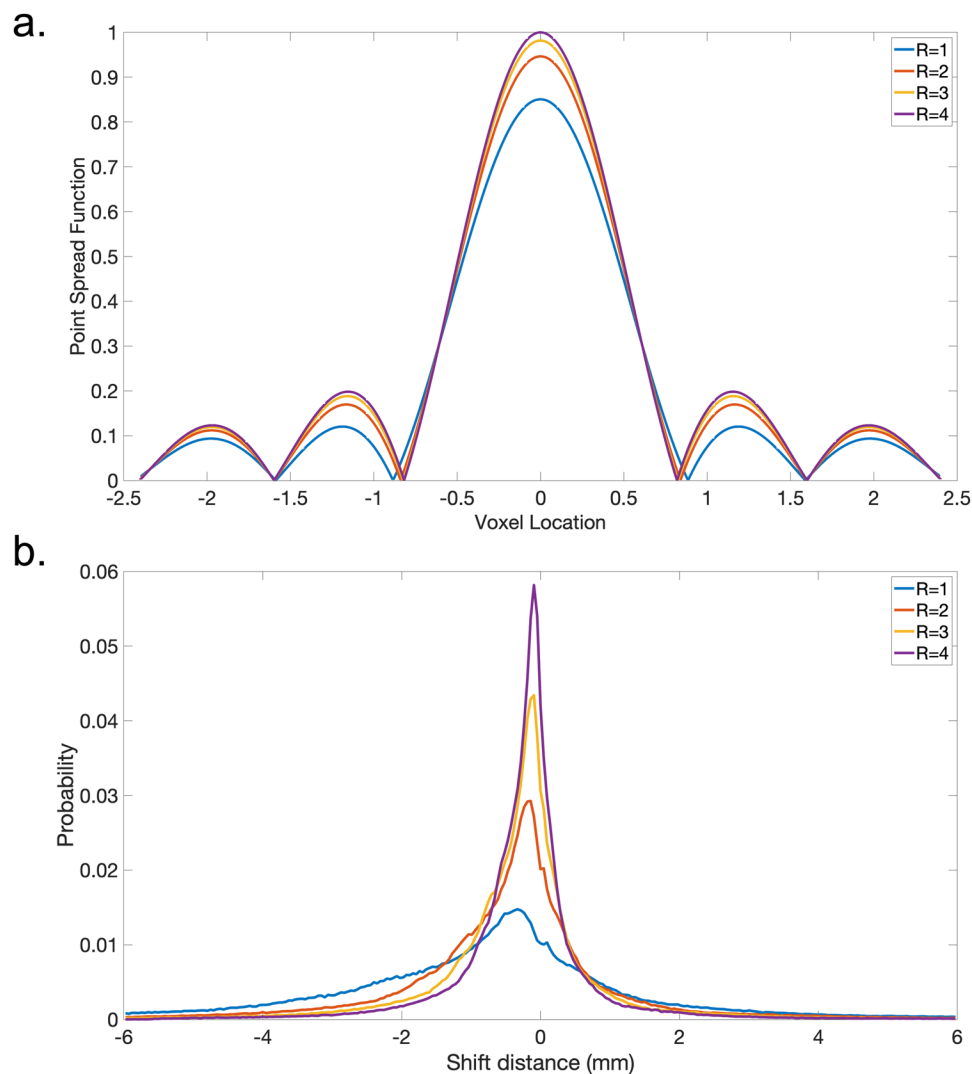 a.
Point Spread Function
1
0.9
0.8
0.7
0.6
0.5
0.4
0.3
0.2
0.1
0
-2.5 -2 -1.5 -1 -0.5 0 0.5 1 1.5 2 2.5
Voxel Location
R=1
R=2
R=3
R=4
b.
Probability
0.06
0.05
0.04
0.03
0.02
0.01
0
-6 -4 -2 0 2 4 6
Shift distance (mm)
R=1
R=2
R=3
R=4